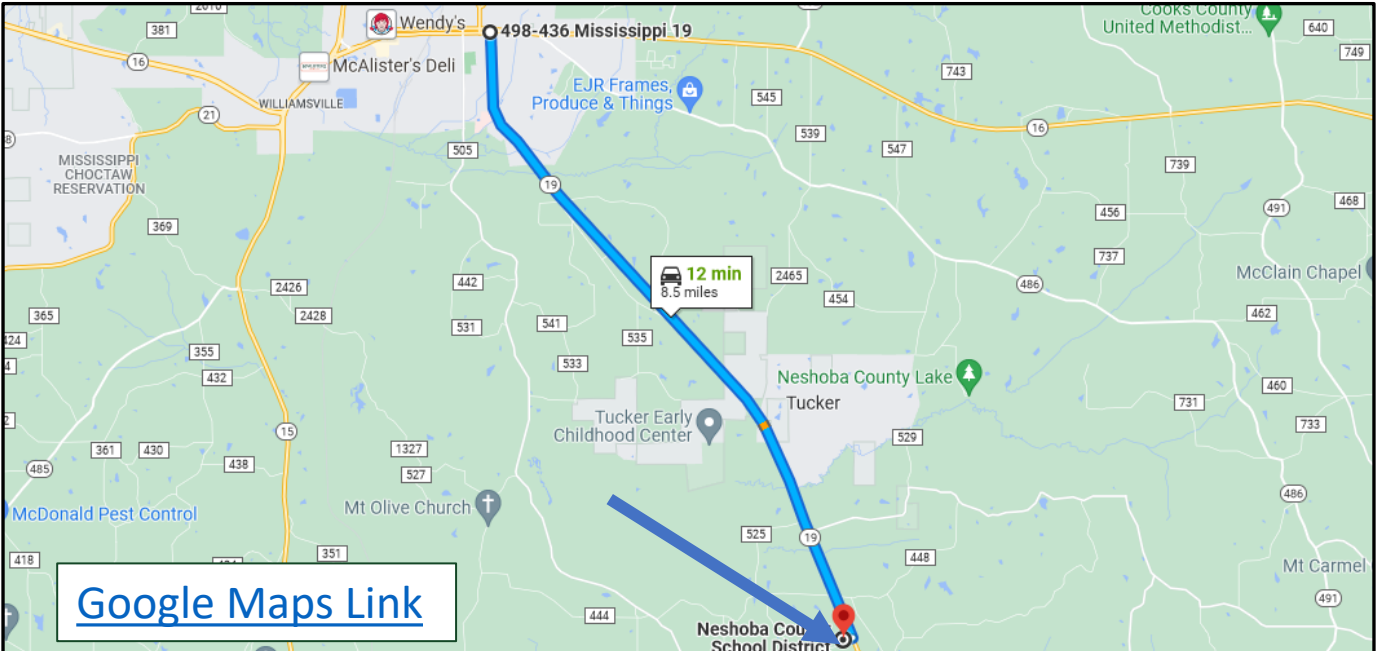 2010
Wendy's
498-436 Mississippi 19
Cooks County
United Methodist...
381
640
749
16
McAlister's Deli
743
EJR Frames,
Produce & Things
545
WILLIAMSVILLE
21
16
539
505
547
MISSISSIPPI
CHOCTAW
RESERVATION
739
19
468
491
456
369
737
12 min
8.5 miles
2465
McClain Chapel
442
2426
486
454
365
2428
462
531
541
535
424
355
533
432
Neshoba County Lake
460
Tucker
731
Tucker Early
Childhood Center
733
15
529
361
430
1327
438
485
527
486
Mt Olive Church
McDonald Pest Control
525
19
351
448
418
Mt Carmel
Google Maps Link
491
444
Neshoba Cou
School District